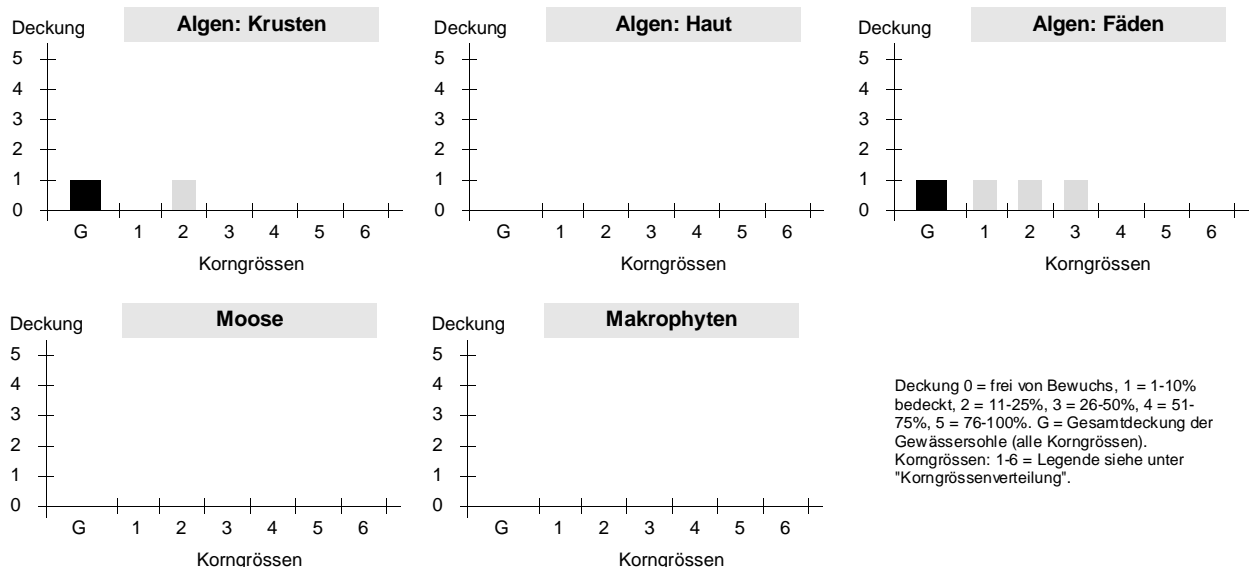 Algen: Krusten
Deckung
5
4
3
2
1
0
G 1 2 3 4 5 6
Korngrössen
Algen: Haut
Deckung
5
4
3
2
1
0
G 1 2 3 4 5 6
Korngrössen
Algen: Fäden
Deckung
5
4
3
2
1
0
G 1 2 3 4 5 6
Korngrössen
Moose
Deckung
5
4
3
2
1
0
G 1 2 3 4 5 6
Korngrössen
Makrophyten
Deckung
5
4
3
2
1
0
G 1 2 3 4 5 6
Korngrössen
Deckung 0 = frei von Bewuchs, 1 = 1-10%
bedeckt, 2 = 11-25%, 3 = 26-50%, 4 = 51-
75%, 5 = 76-100%. G = Gesamtdeckung der
Gewässersohle (alle Korngrössen).
Korngrössen: 1-6 = Legende siehe unter
"Korngrössenverteilung".